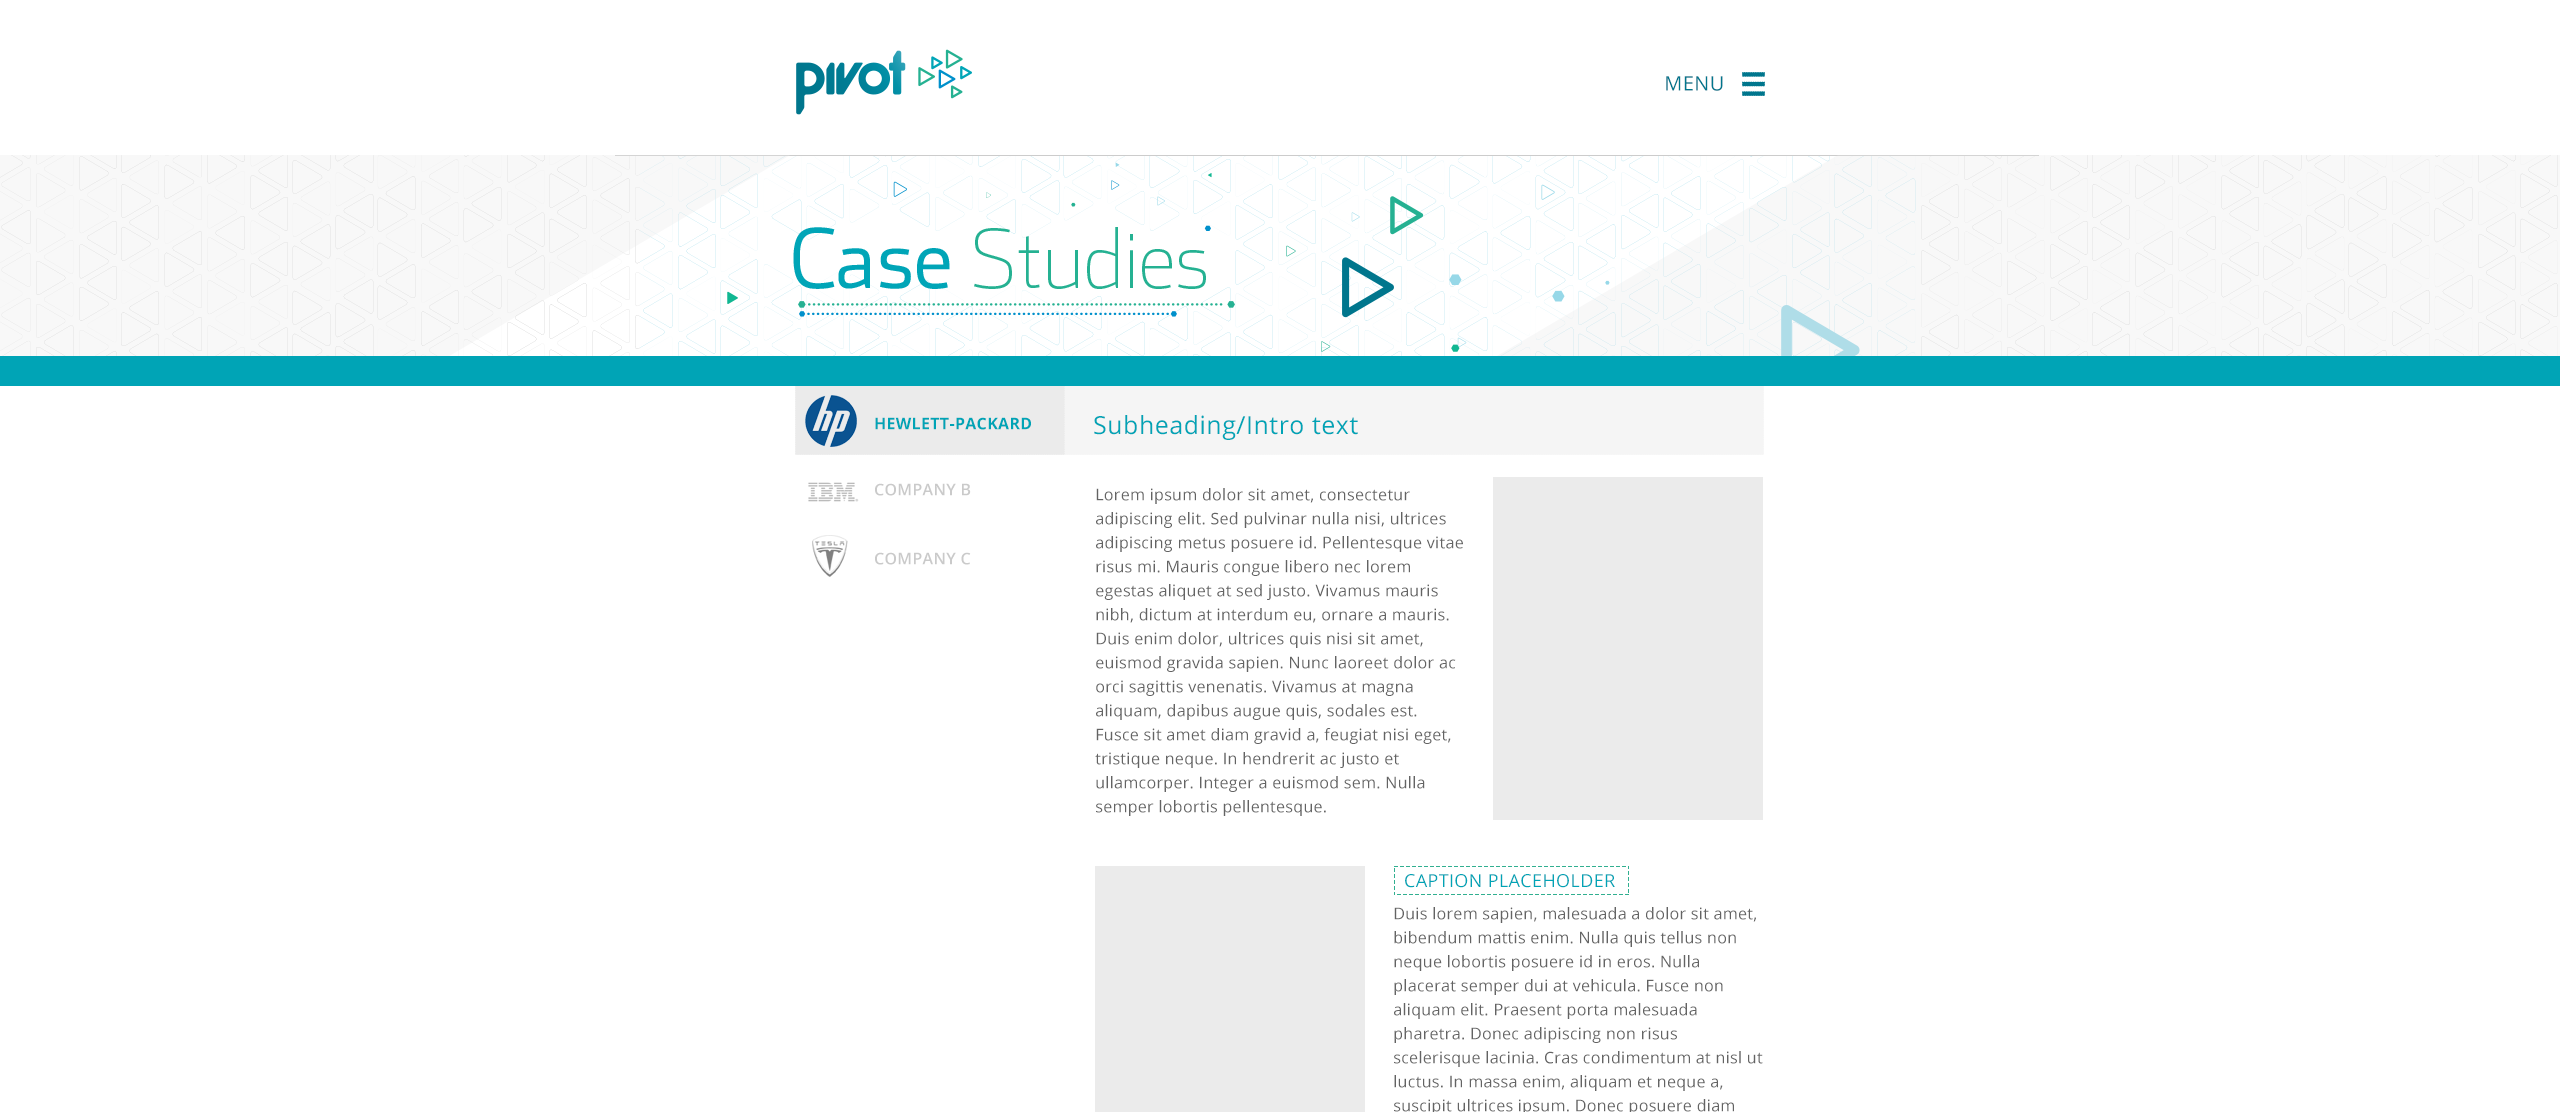 pivot
MENU
Case Studies
hp
HEWLETT-PACKARD
Subheading/Intro text
IBM
COMPANY B
TESLA
COMPANY C
Lorem ipsum dolor sit amet, consectetur
adipiscing elit. Sed pulvinar nulla nisi, ultrices
adipiscing metus posuere id. Pellentesque vitae
risus mi. Mauris congue libero nec lorem
egestas aliquet at sed justo. Vivamus mauris
nibh, dictum at interdum eu, ornare a mauris.
Duis enim dolor, ultrices quis nisi sit amet,
euismod gravida sapien. Nunc laoreet dolor ac
orci sagittis venenatis. Vivamus at magna
aliquam, dapibus augue quis, sodales est.
Fusce sit amet diam gravid a, feugiat nisi eget,
tristique neque. In hendrerit ac justo et
ullamcorper. Integer a euismod sem. Nulla
semper lobortis pellentesque.
CAPTION PLACEHOLDER
Duis lorem sapien, malesuada a dolor sit amet,
bibendum mattis enim. Nulla quis tellus non
neque lobortis posuere id in eros. Nulla
placerat semper dui at vehicula. Fusce non
aliquam elit. Praesent porta malesuada
pharetra. Donec adipiscing non risus
scelerisque lacinia. Cras condimentum at nisl ut
luctus. In massa enim, aliquam et neque a,
suscipit ultrices ipsum. Donec posuere diam